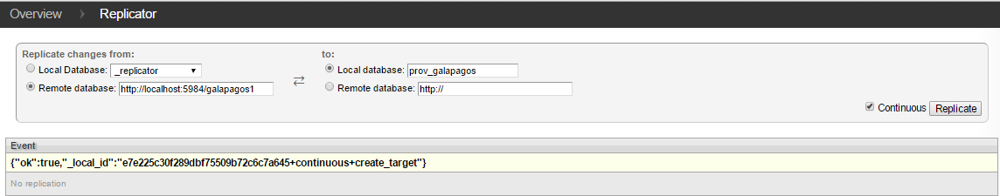 Overview Replicator
Replicate changes from: to:
Local Database: _replicator Local database: prov_galapagos
Remote database: http://localhost:5984/galapagos1 Remote database: http://
Continuous Replicate
Event
{"ok":true,"_local_id":"e7e225c30f289dbf75509b72c6c7a645+continuous+create_target"}
No replication